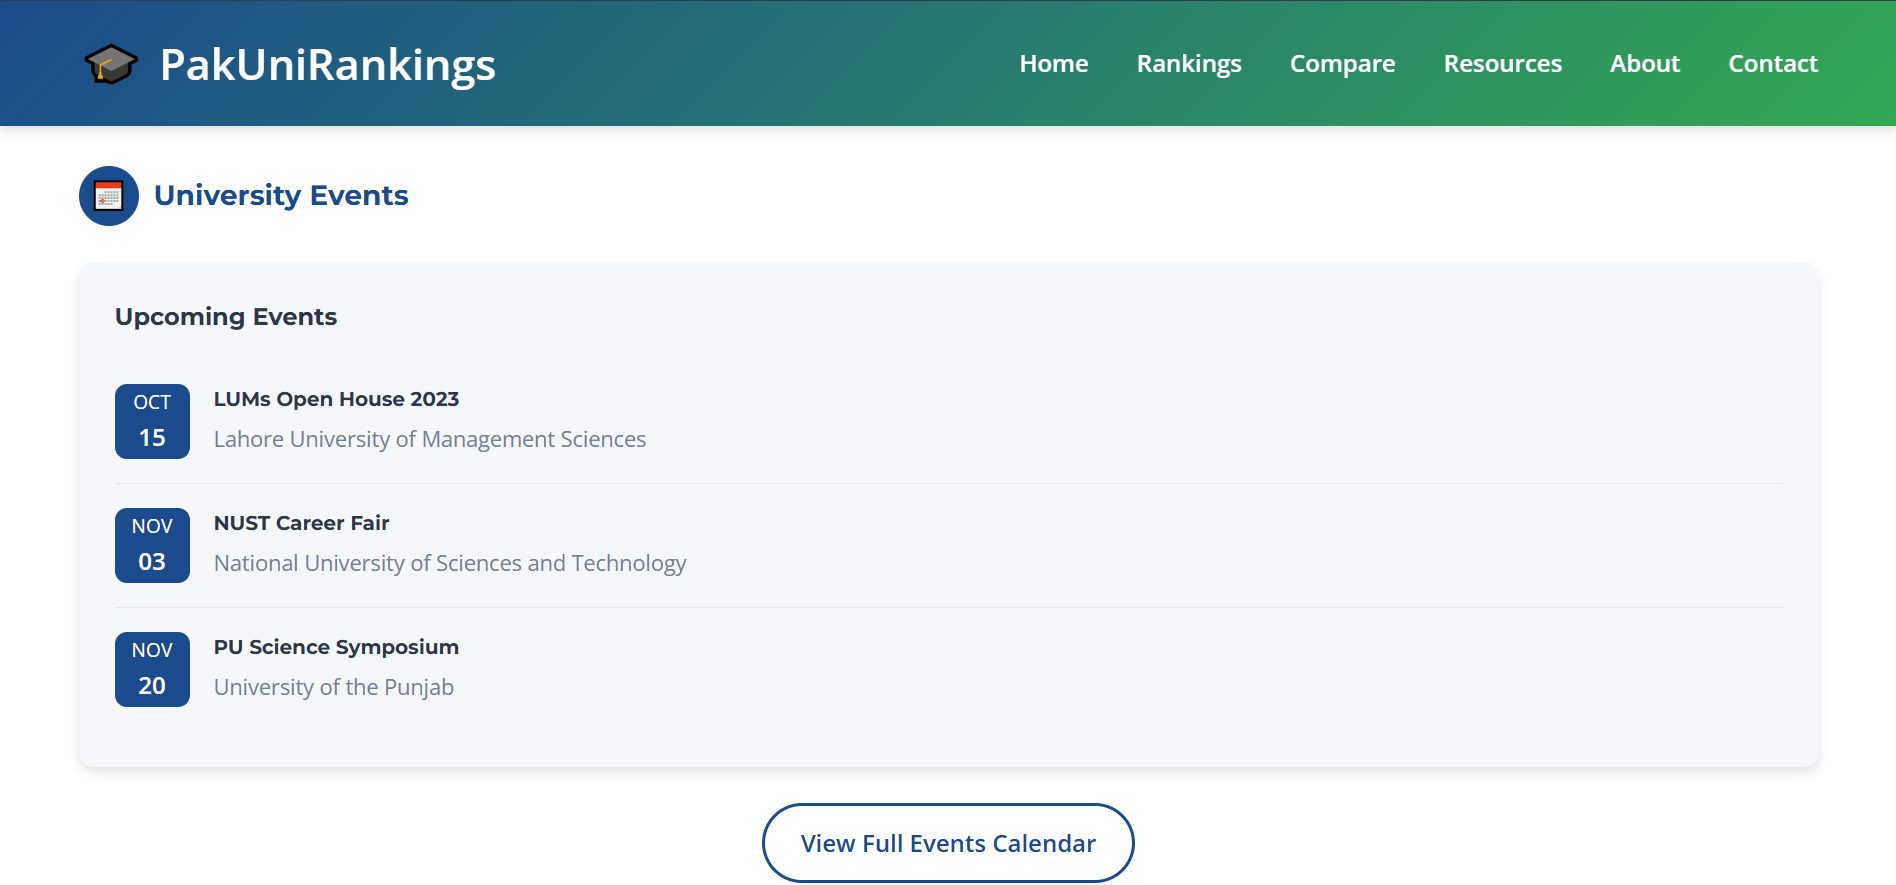 PakUniRankings
Home Rankings Compare Resources About Contact
University Events
Upcoming Events
OCT
15
LUMs Open House 2023
Lahore University of Management Sciences
NOV
03
NUST Career Fair
National University of Sciences and Technology
NOV
20
PU Science Symposium
University of the Punjab
View Full Events Calendar